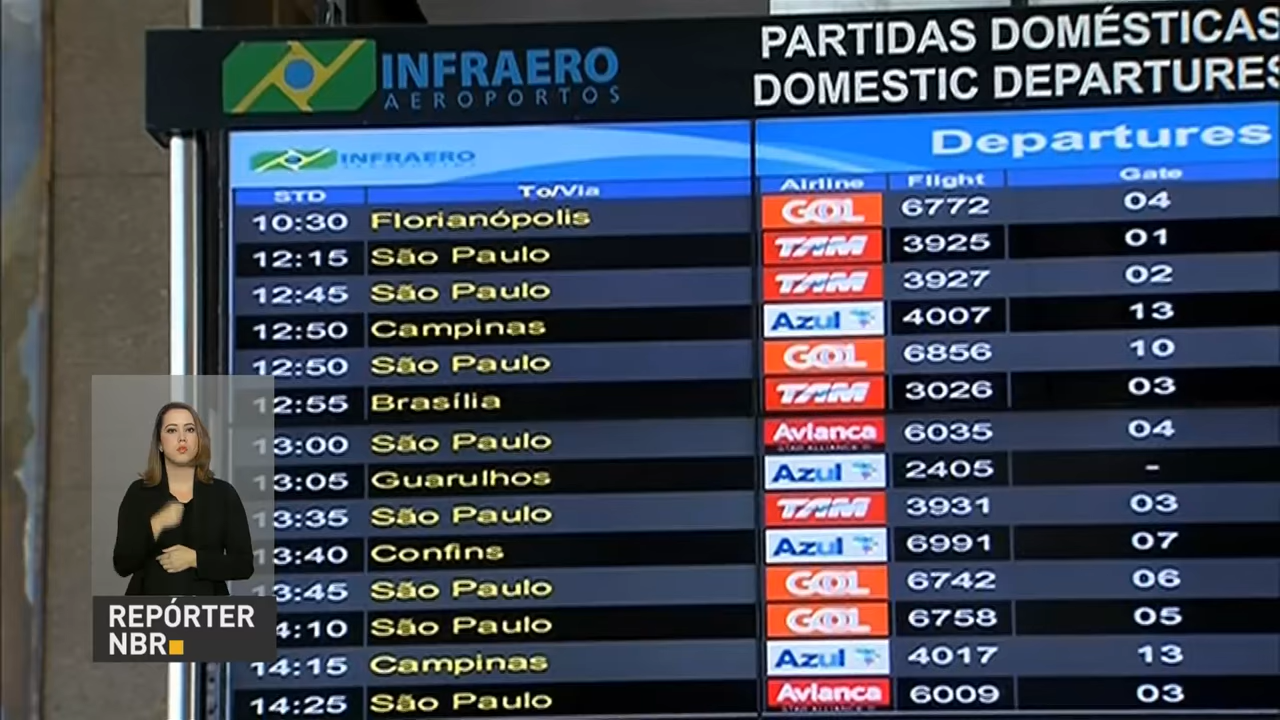 INFRAERO
AEROPORTOS
PARTIDAS DOMÉSTICAS
DOMESTIC DEPARTURES
INFRAERO
Departures
STD To/Via Airline Flight Gate
10:30 Florianópolis GOL 6772 04
12:15 São Paulo TAM 3925 01
12:45 São Paulo TAM 3927 02
12:50 Campinas Azul 4007 13
12:50 São Paulo GOL 6856 10
12:55 Brasília TAM 3026 03
13:00 São Paulo Avianca 6035 04
13:05 Guarulhos Azul 2405 -
13:35 São Paulo TAM 3931 03
13:40 Confins Azul 6991 07
13:45 São Paulo GOL 6742 06
4:10 São Paulo GOL 6758 05
14:15 Campinas Azul 4017 13
14:25 São Paulo Avianca 6009 03
REPÓRTER
NBR